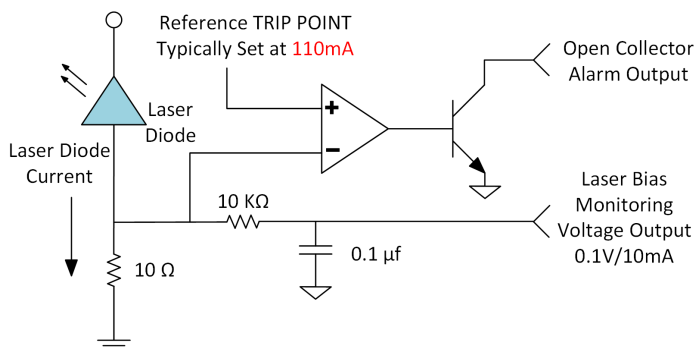 Reference TRIP POINT
Typically Set at 110mA
Open Collector
Alarm Output
+
−
Laser
Diode
Laser Diode
Current
10 KΩ
Laser Bias
Monitoring
Voltage Output
0.1V/10mA
10 Ω
0.1 µf